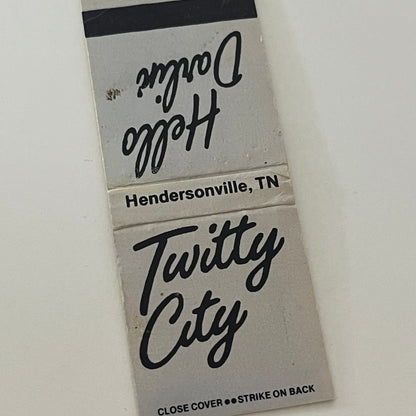 Hello
Darlin'
Hendersonville, TN
Twitty
City
CLOSE COVER ●● STRIKE ON BACK